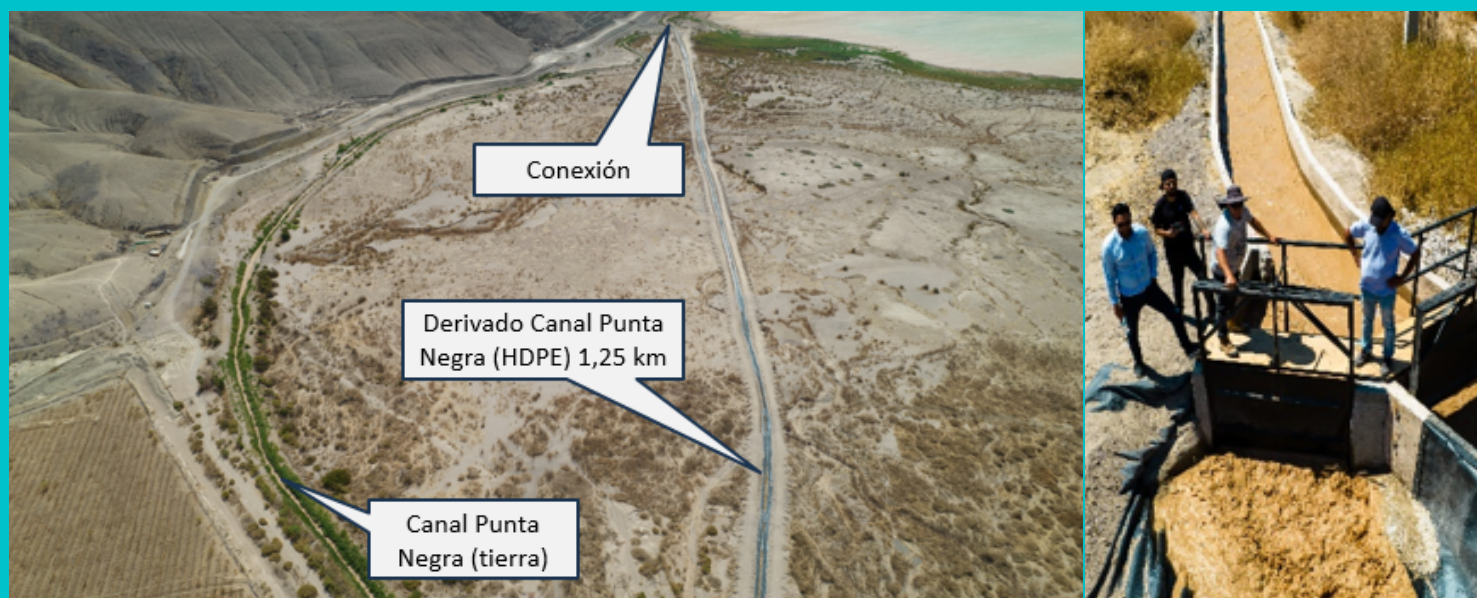 Conexión
Derivado Canal Punta
Negra (HDPE) 1,25 km
Canal Punta
Negra (tierra)